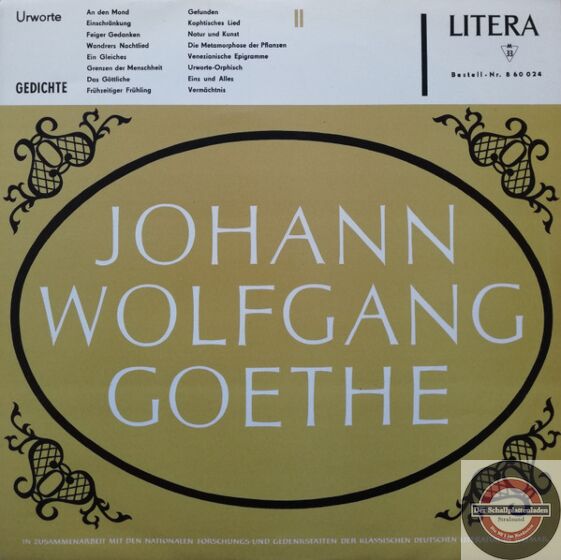 Urworte
GEDICHTE
An den Mond
Einschränkung
Feiger Gedanken
Wandrers Nachtlied
Ein Gleiches
Grenzen der Menschheit
Das Göttliche
Frühzeitiger Frühling
Gefunden
Kophtisches Lied
Natur und Kunst
Die Metamorphose der Pflanzen
Venezianische Epigramme
Urworte-Orphisch
Eins und Alles
Vermächtnis
II
LITERA
M
33
Bestell-Nr. 8 60 024
JOHANN
WOLFGANG
GOETHE
IN ZUSAMMENARBEIT MIT DEN NATIONALEN FORSCHUNGS-UND GEDENKSTÄTTEN DER KLASSISCHEN DEUTSCHEN
Der Schallplattenladen
Stralsund